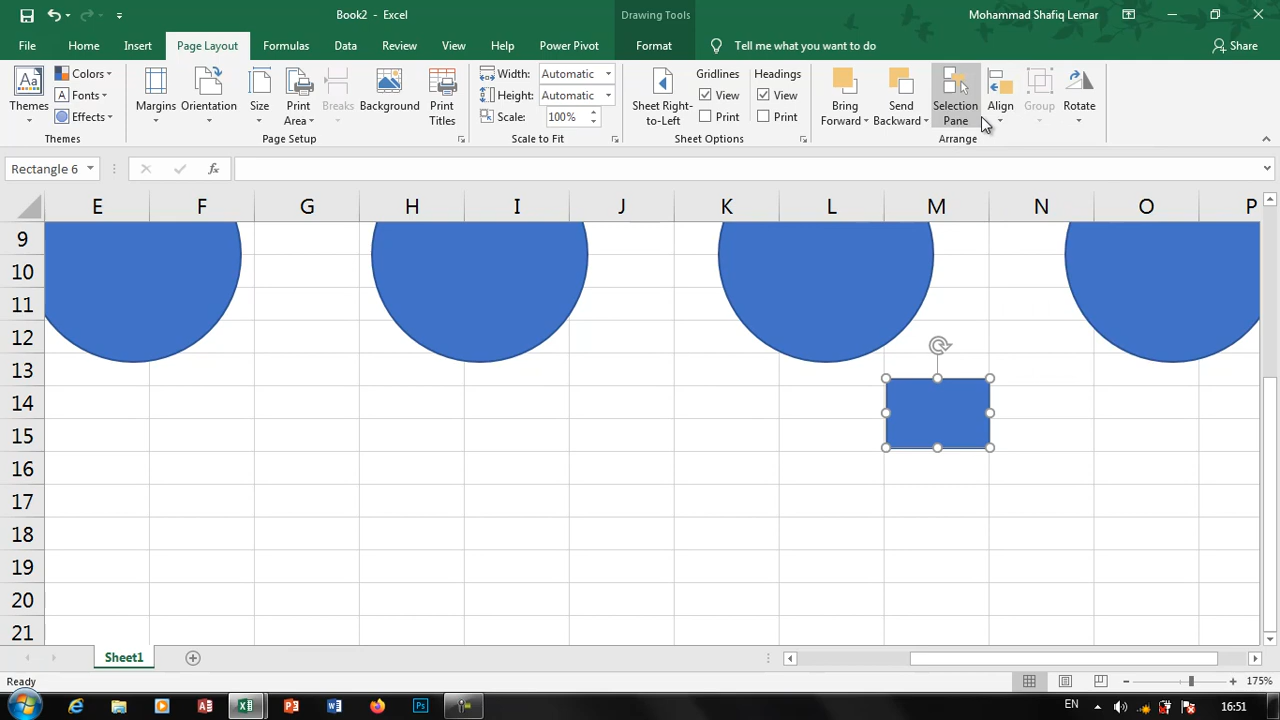 Book2 - Excel
Drawing Tools
Mohammad Shafiq Lemar
File
Home
Insert
Page Layout
Formulas
Data
Review
View
Help
Power Pivot
Format
Tell me what you want to do
Share
Themes
Colors
Fonts
Effects
Themes
Margins
Orientation
Size
Print Area
Breaks
Background
Print Titles
Page Setup
Width: Automatic
Height: Automatic
Scale: 100%
Scale to Fit
Sheet Right-to-Left
Gridlines
View
Print
Headings
View
Print
Sheet Options
Bring Forward
Send Backward
Selection Pane
Align
Group
Rotate
Arrange
Rectangle 6
fx
E F G H I J K L M N O P
9
10
11
12
13
14
15
16
17
18
19
20
21
Sheet1
Ready
175%
EN
16:51